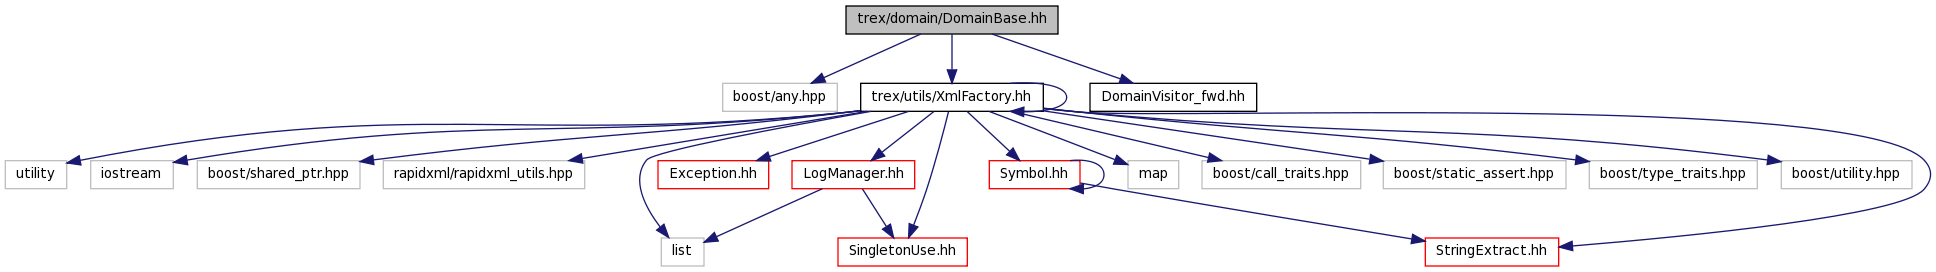 trex/domain/DomainBase.hh
boost/any.hpp
trex/utils/XmlFactory.hh
DomainVisitor_fwd.hh
utility
iostream
boost/shared_ptr.hpp
rapidxml/rapidxml_utils.hpp
Exception.hh
LogManager.hh
Symbol.hh
map
boost/call_traits.hpp
boost/static_assert.hpp
boost/type_traits.hpp
boost/utility.hpp
list
SingletonUse.hh
StringExtract.hh